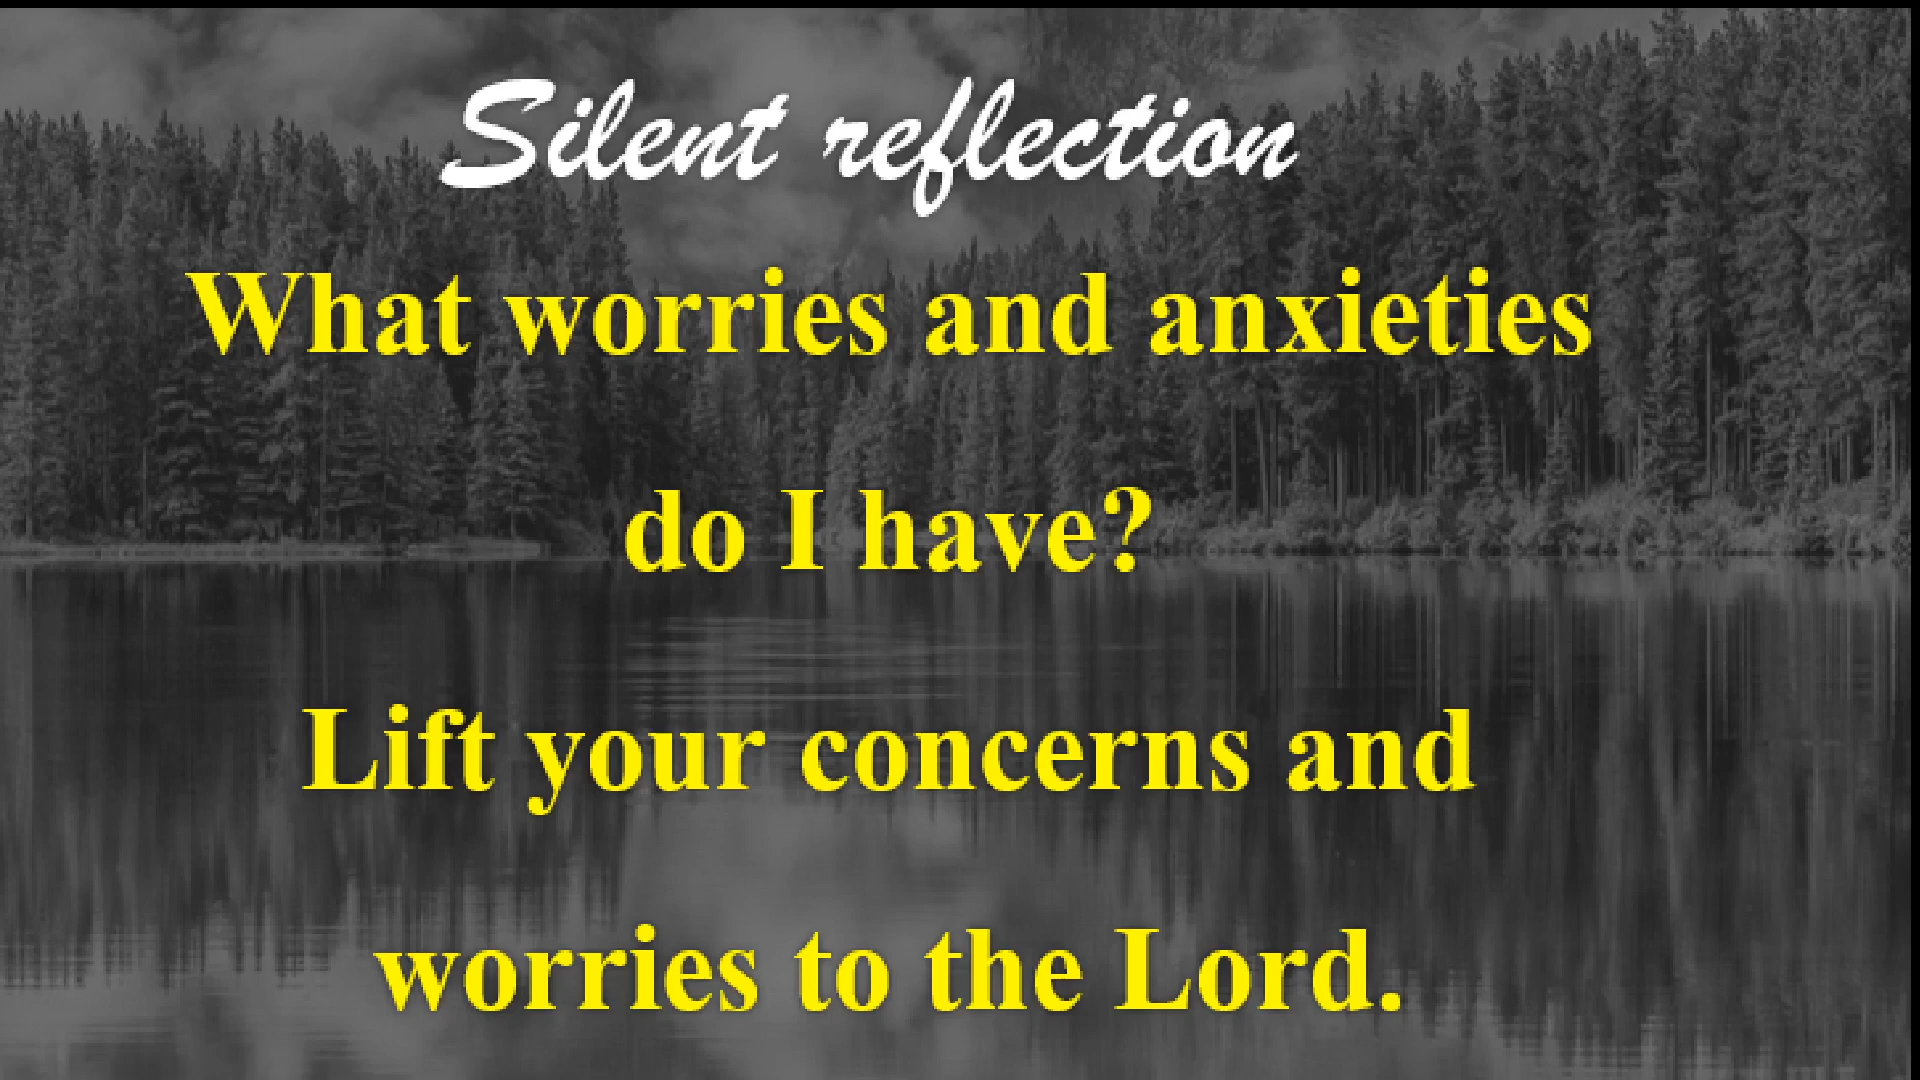 Silent reflection
What worries and anxieties
do I have?
Lift your concerns and
worries to the Lord.